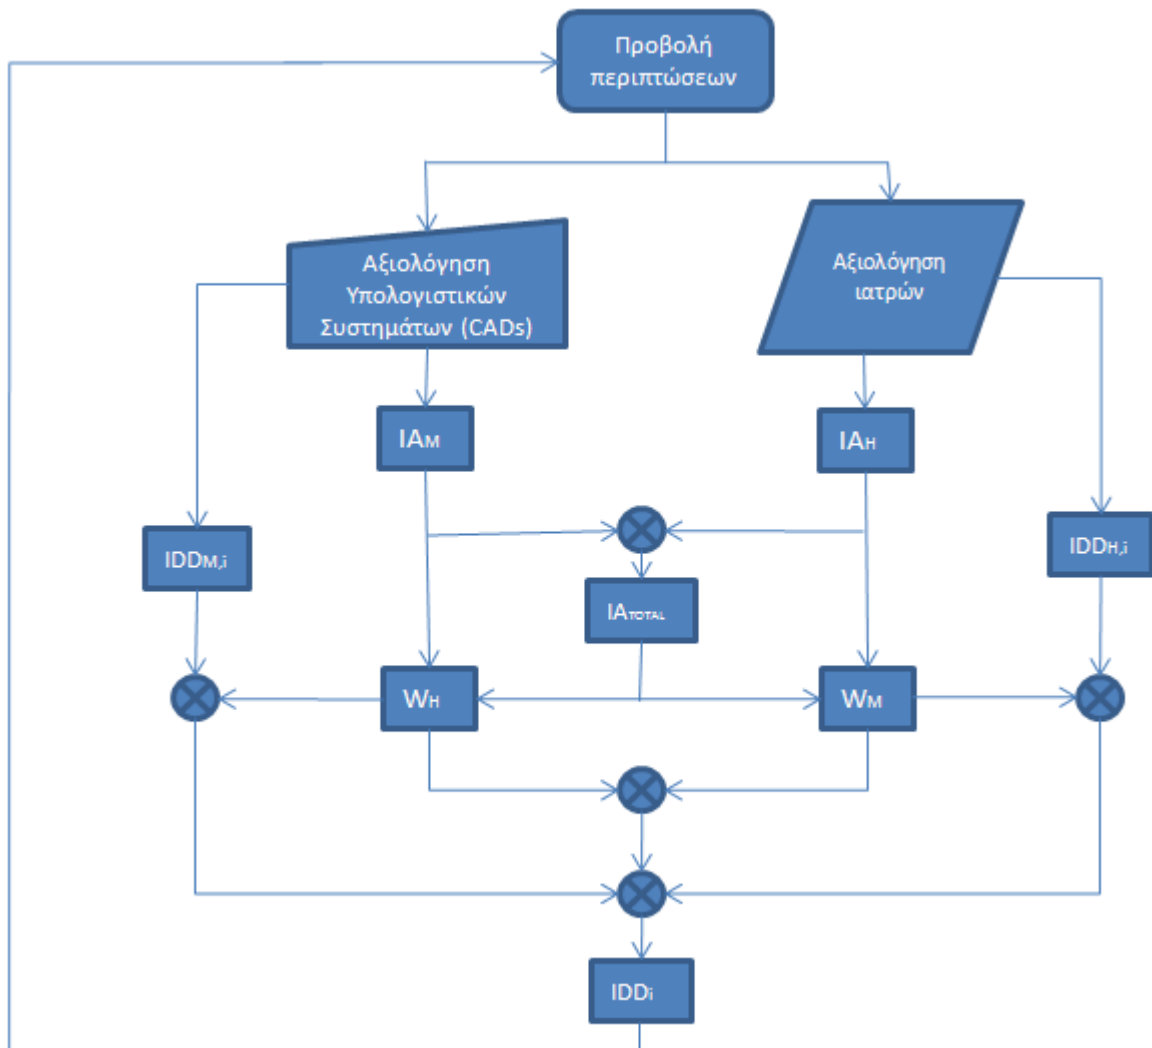 Προβολή
περιπτώσεων
Αξιολόγηση
Υπολογιστικών
Συστημάτων (CADs)
Αξιολόγηση
ιατρών
IAM
IAH
IDDM,i
IDDH,i
IATOTAL
WH
WM
IDDi